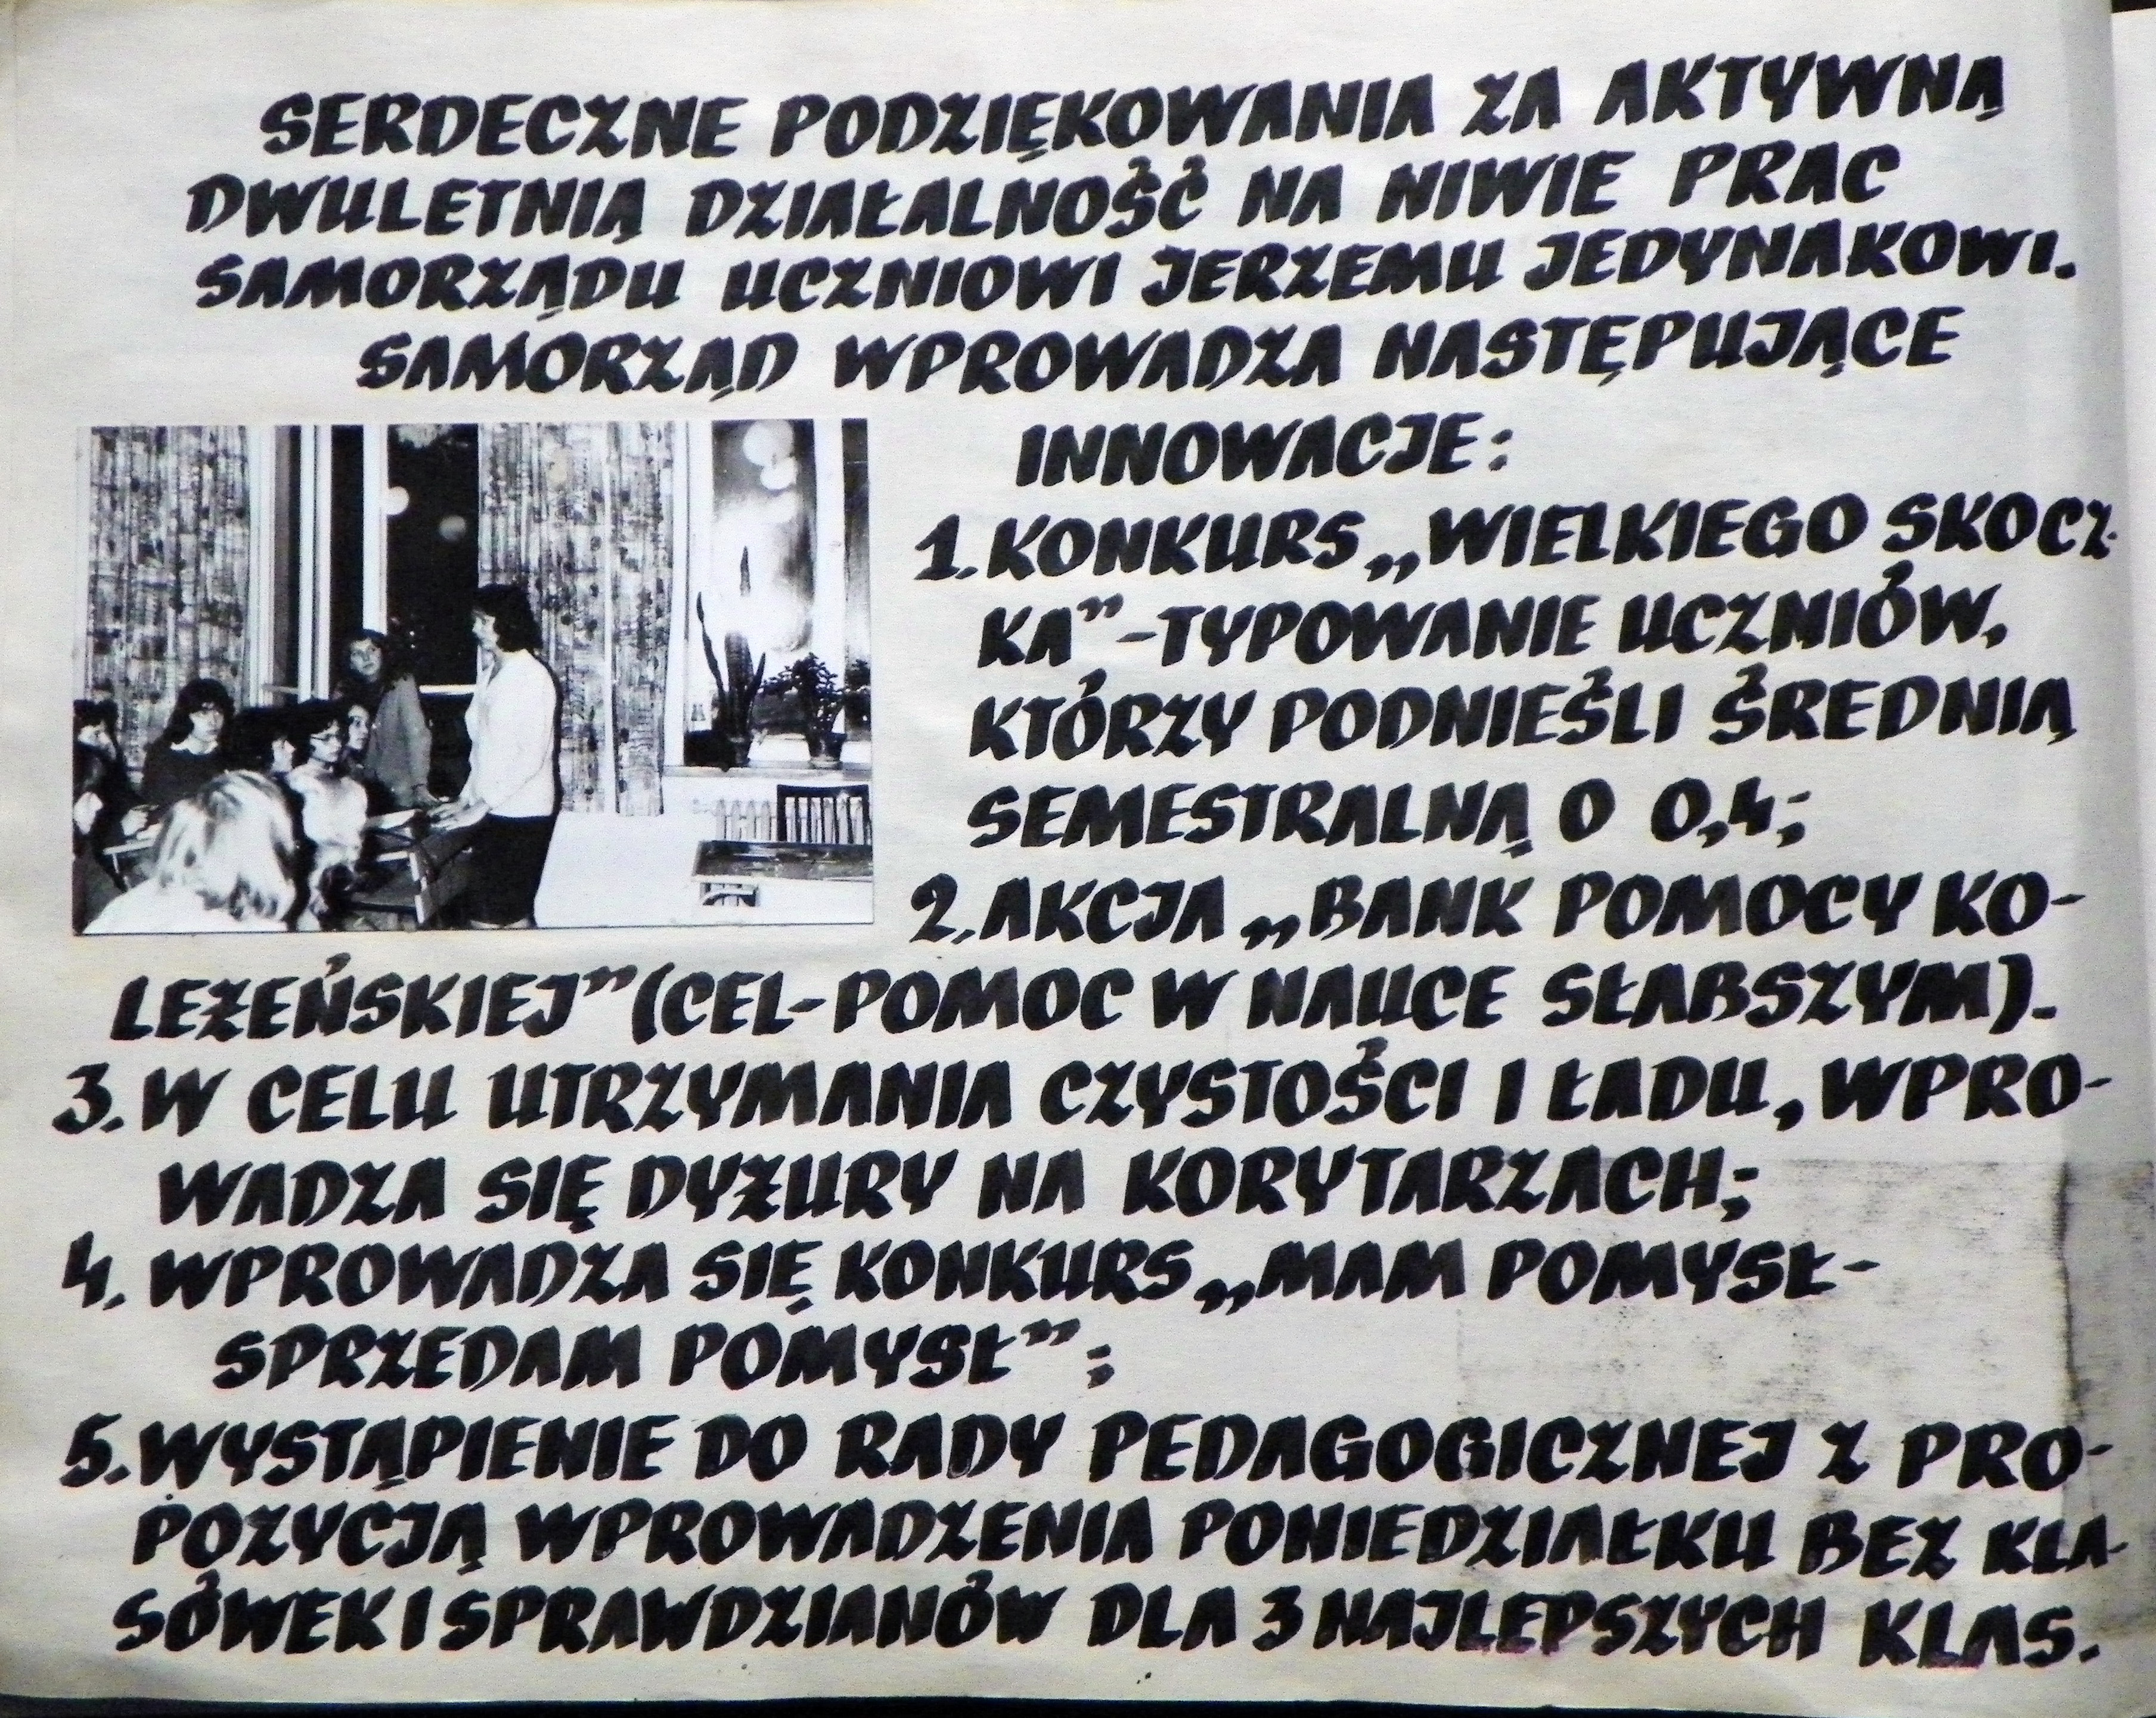 SERDECZNE PODZIĘKOWANIA ZA AKTYWNĄ
DWULETNIĄ DZIAŁALNOŚĆ NA NIWIE PRAC
SAMORZĄDU UCZNIOWI JERZEMU JEDYNAKOWI.
SAMORZĄD WPROWADZA NASTĘPUJĄCE
INNOWACJE:
1. KONKURS „WIELKIEGO SKOCZ-
KA”-TYPOWANIE UCZNIÓW,
KTÓRZY PODNIEŚLI ŚREDNIĄ
SEMESTRALNĄ O 0,4;
2. AKCJA „BANK POMOCY KO-
LEŻEŃSKIEJ” (CEL-POMOC W NAUCE SŁABSZYM).
3. W CELU UTRZYMANIA CZYSTOŚCI I ŁADU, WPRO-
WADZA SIĘ DYŻURY NA KORYTARZACH;
4. WPROWADZA SIĘ KONKURS „MAM POMYSŁ-
SPRZEDAM POMYSŁ”;
5. WYSTĄPIENIE DO RADY PEDAGOGICZNEJ Z PRO-
POZYCJĄ WPROWADZENIA PONIEDZIAŁKU BEZ KLA-
SÓWEK I SPRAWDZIANÓW DLA 3 NAJLEPSZYCH KLAS.